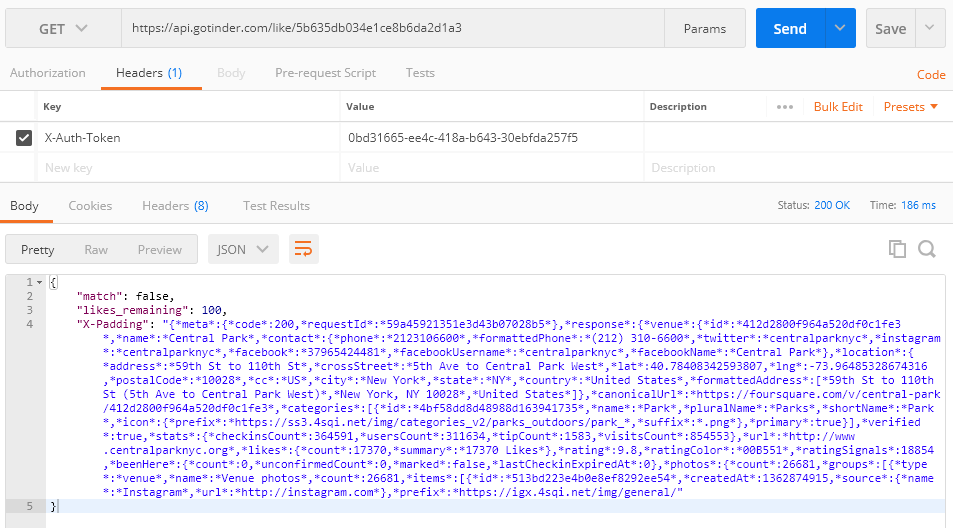 GET https://api.gotinder.com/like/5b635db034e1ce8b6da2d1a3 Params Send Save
Authorization Headers (1) Body Pre-request Script Tests Code
Key Value Description ••• Bulk Edit Presets
X-Auth-Token 0bd31665-ee4c-418a-b643-30ebfda257f5
New key Value Description
Body Cookies Headers (8) Test Results Status: 200 OK Time: 186 ms
Pretty Raw Preview JSON
1 {
2 "match": false,
3 "likes_remaining": 100,
4 "X-Padding": "{*meta*:{*code*:200,*requestId*:*59a45921351e3d43b07028b5*},*response*:{*venue*:{*id*:*412d2800f964a520df0c1fe3
*,*name*:*Central Park*,*contact*:{*phone*:*2123106600*,*formattedPhone*:*(212) 310-6600*,*twitter*:*centralparknyc*,*instagram
*:*centralparknyc*,*facebook*:*37965424481*,*facebookUsername*:*centralparknyc*,*facebookName*:*Central Park*},*location*:{
*address*:*59th St to 110th St*,*crossStreet*:*5th Ave to Central Park West*,*lat*:40.78408342593807,*lng*:-73.96485328674316
,*postalCode*:*10028*,*cc*:*US*,*city*:*New York*,*state*:*NY*,*country*:*United States*,*formattedAddress*:[*59th St to 110th
St (5th Ave to Central Park West)*,*New York, NY 10028*,*United States*]},*canonicalUrl*:*https://foursquare.com/v/central-park
/412d2800f964a520df0c1fe3*,*categories*:[{*id*:*4bf58dd8d48988d163941735*,*name*:*Park*,*pluralName*:*Parks*,*shortName*:*Park
*,*icon*:{*prefix*:*https://ss3.4sqi.net/img/categories_v2/parks_outdoors/park_*,*suffix*:*.png*},*primary*:true}],*verified
*:true,*stats*:{*checkinsCount*:364591,*usersCount*:311634,*tipCount*:1583,*visitsCount*:854553},*url*:*http://www
.centralparknyc.org*,*likes*:{*count*:17370,*summary*:*17370 Likes*},*rating*:9.8,*ratingColor*:*00B551*,*ratingSignals*:18854
,*beenHere*:{*count*:0,*unconfirmedCount*:0,*marked*:false,*lastCheckinExpiredAt*:0},*photos*:{*count*:26681,*groups*:[{*type
*:*venue*,*name*:*Venue photos*,*count*:26681,*items*:[{*id*:*513bd223e4b0e8ef8292ee54*,*createdAt*:1362874915,*source*:{*name
*:*Instagram*,*url*:*http://instagram.com*},*prefix*:*https://igx.4sqi.net/img/general/"
5 }